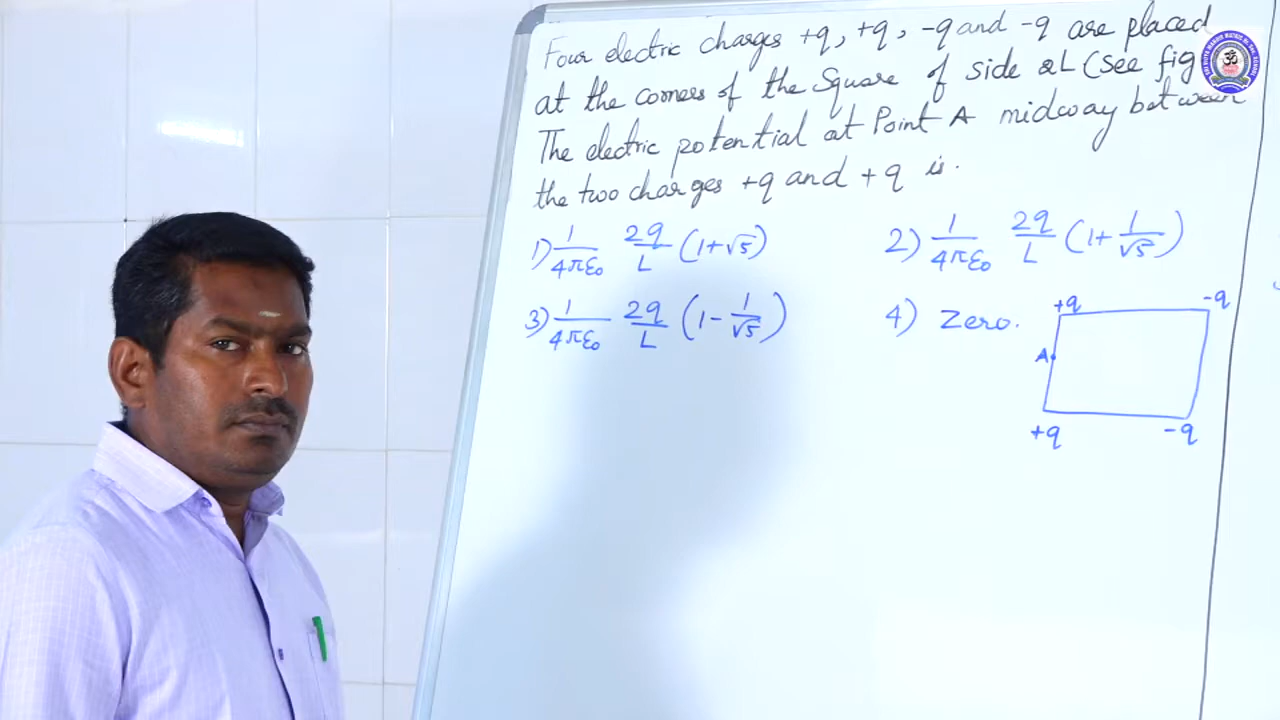 Four electric charges +q, +q, -q and -q are placed
at the corners of the Square of side 2L (See fig
The electric potential at Point A midway between
the two charges +q and +q is.
1) 1/4πε₀ 2q/L (1+√5)
2) 1/4πε₀ 2q/L (1+1/√5)
3) 1/4πε₀ 2q/L (1-1/√5)
4) Zero.
+q -q
A
+q -q